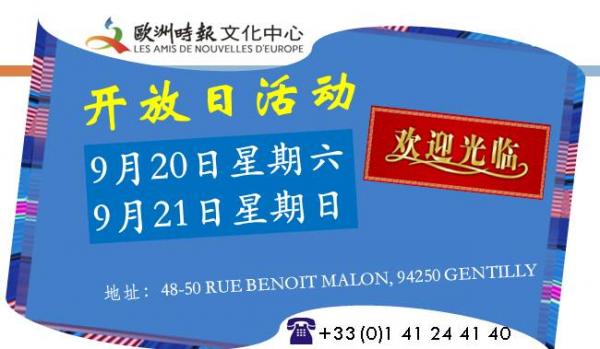 歐洲時報文化中心
LES AMIS DE NOUVELLES D'EUROPE
开放日活动
9月20日星期六
9月21日星期日
欢迎光临
地址：48-50 RUE BENOIT MALON, 94250 GENTILLY
+33 (0)1 41 24 41 40